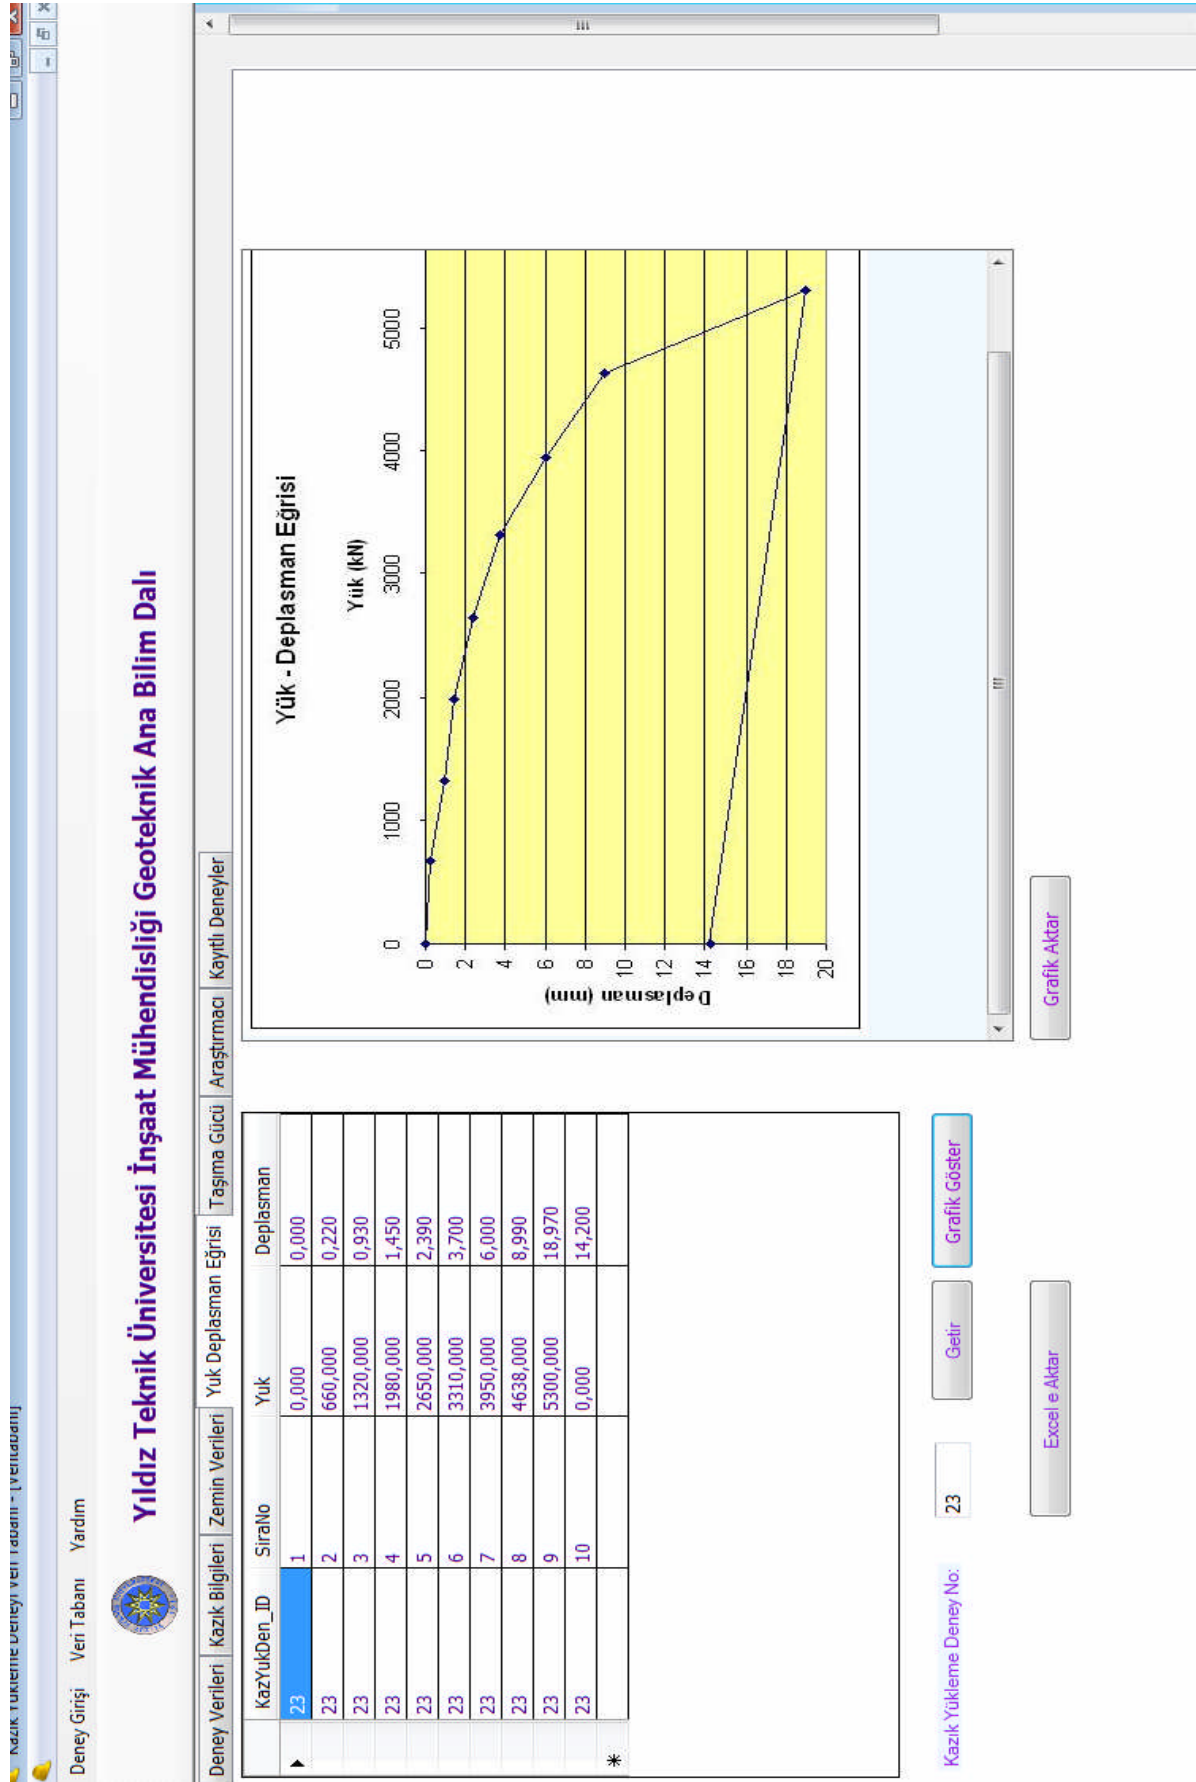 Kazık Yükleme Deneyi Veri Tabanı - [Veritabanı]
Deney Girişi Veri Tabanı Yardım
Yıldız Teknik Üniversitesi İnşaat Mühendisliği Geoteknik Ana Bilim Dalı
Deney Verileri Kazık Bilgileri Zemin Verileri Yuk Deplasman Eğrisi Taşıma Gücü Araştırmacı Kayıtlı Deneyler
KazYukDen_ID SiraNo Yuk Deplasman
23 1 0,000 0,000
23 2 660,000 0,220
23 3 1320,000 0,930
23 4 1980,000 1,450
23 5 2650,000 2,390
23 6 3310,000 3,700
23 7 3950,000 6,000
23 8 4638,000 8,990
23 9 5300,000 18,970
23 10 0,000 14,200
Yük - Deplasman Eğrisi
Yük (kN)
0 1000 2000 3000 4000 5000
0
2
4
6
8
10
12
14
16
18
20
Deplasman (mm)
Kazık Yükleme Deney No: 23 Getir Grafik Göster
Excel e Aktar Grafik Aktar